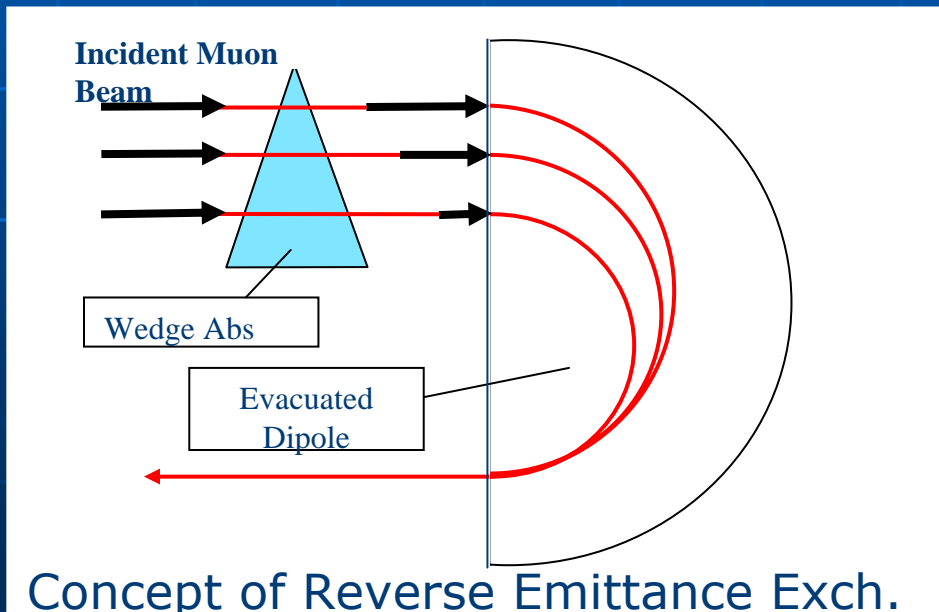 Incident Muon
Beam
Wedge Abs
Evacuated
Dipole
Concept of Reverse Emittance Exch.